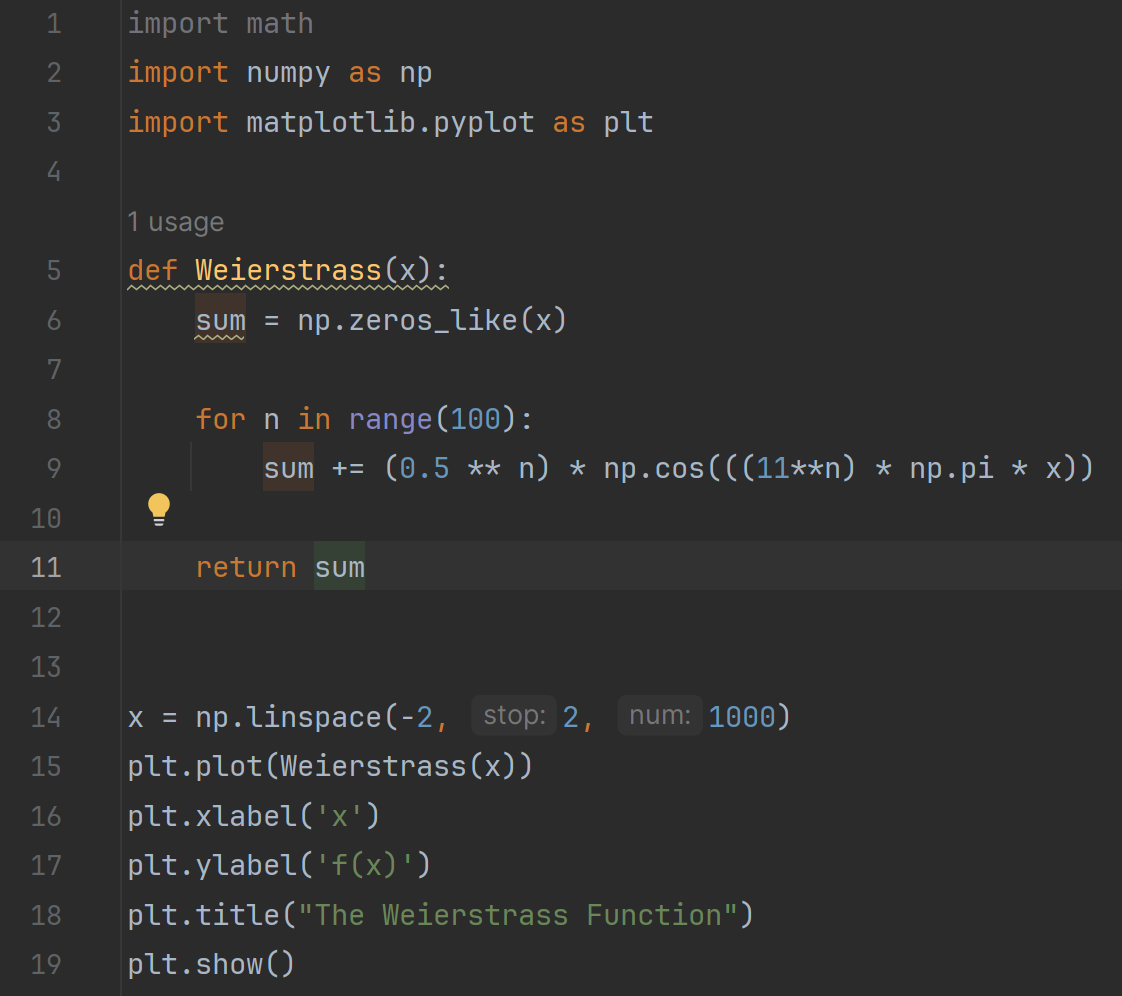 1 import math
2 import numpy as np
3 import matplotlib.pyplot as plt
4
1 usage
5 def Weierstrass(x):
6     sum = np.zeros_like(x)
7
8     for n in range(100):
9         sum += (0.5 ** n) * np.cos(((11**n) * np.pi * x))
10
11     return sum
12
13
14 x = np.linspace(-2, stop: 2, num: 1000)
15 plt.plot(Weierstrass(x))
16 plt.xlabel('x')
17 plt.ylabel('f(x)')
18 plt.title("The Weierstrass Function")
19 plt.show()